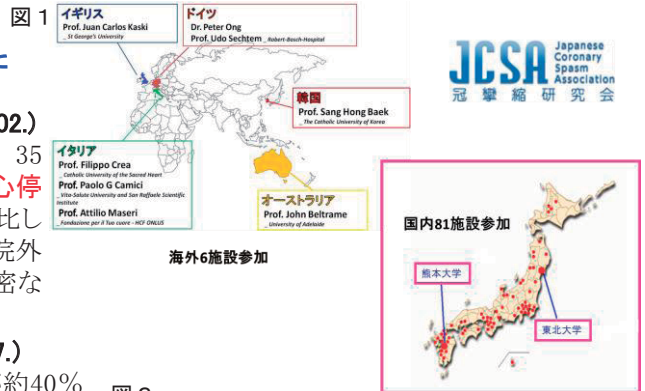 図1
イギリス
Prof. Juan Carlos Kaski
_ St George's University
ドイツ
Dr. Peter Ong
Prof. Udo Sechtem _ Robert-Bosch-Hospital
韓国
Prof. Sang Hong Baek
_ The Catholic University of Korea
イタリア
Prof. Filippo Crea
_ Catholic University of the Sacred Heart
Prof. Paolo G Camici
_ Vita-Salute University and San Raffaele Scientific
Institute
Prof. Attilio Maseri
_ Fondazione per il Tuo cuore - HCF ONLUS
オーストラリア
Prof. John Beltrame
_ University of Adelaide
海外6施設参加
JCSA
Japanese
Coronary
Spasm
Association
冠攣縮研究会
国内81施設参加
熊本大学
東北大学
02.)
35
心停
比し
院外
密な
7.)
約40%